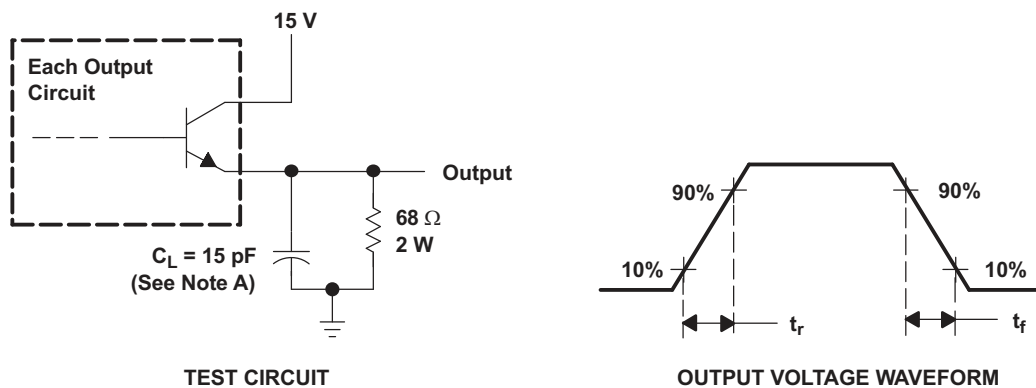 15 V
Each Output
Circuit
Output
68 Ω
2 W
C_L = 15 pF
(See Note A)
TEST CIRCUIT
90%
90%
10%
10%
t_r
t_f
OUTPUT VOLTAGE WAVEFORM